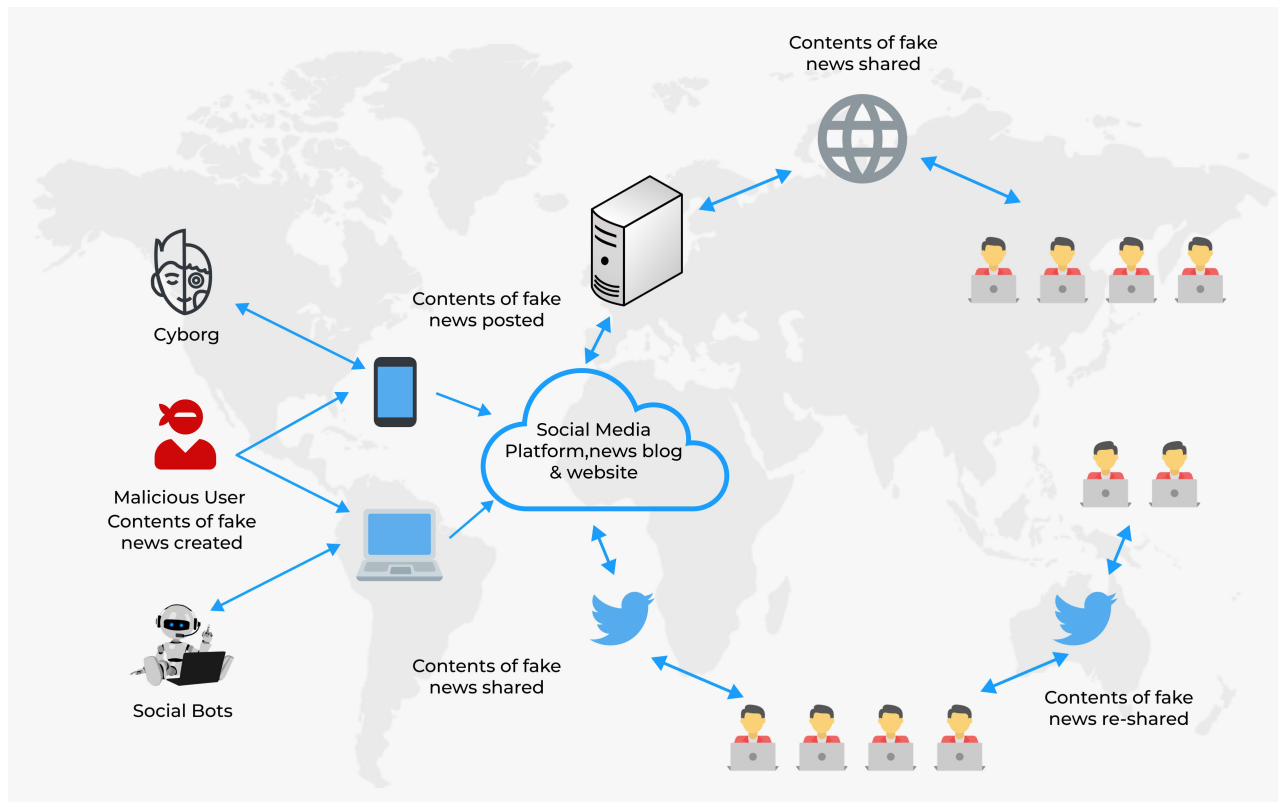 Contents of fake
news shared
Contents of fake
news posted
Cyborg
Social Media
Platform,news blog
& website
Malicious User
Contents of fake
news created
Contents of fake
news shared
Contents of fake
news re-shared
Social Bots